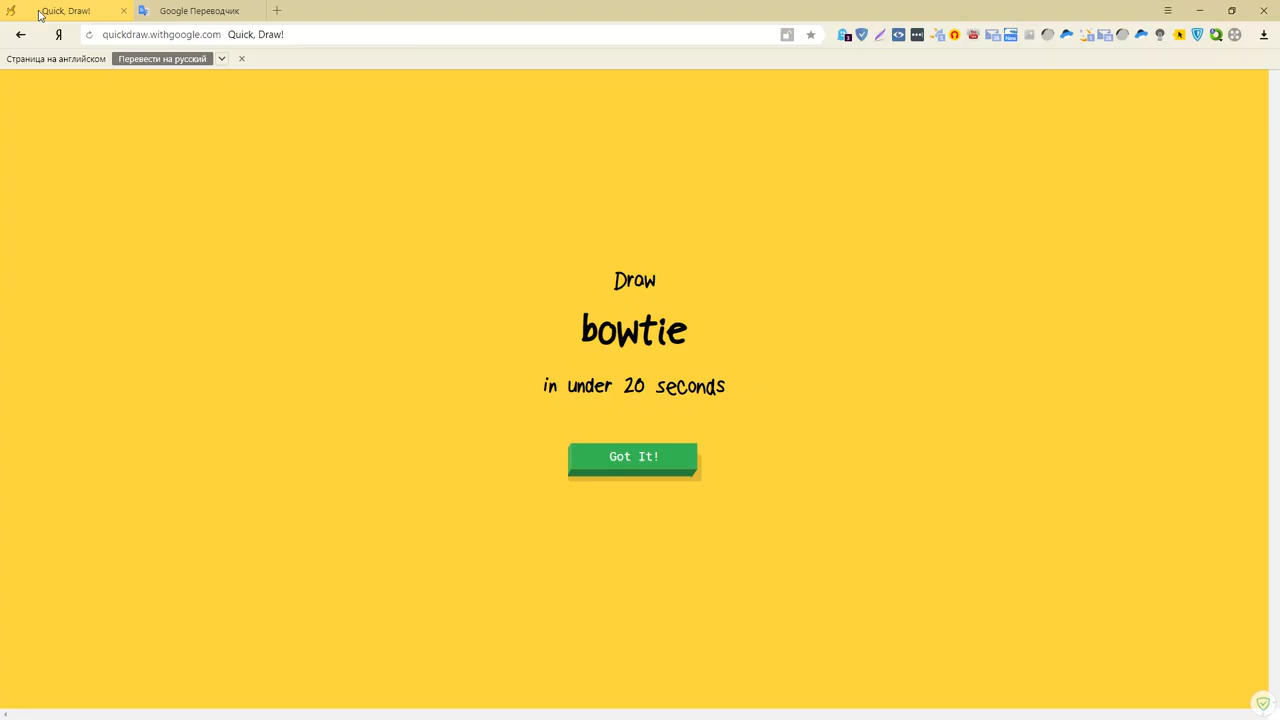 Quick, Draw!
Google Переводчик
Я
quickdraw.withgoogle.com Quick, Draw!
Страница на английском
Перевести на русский
Draw
bowtie
in under 20 seconds
Got It!